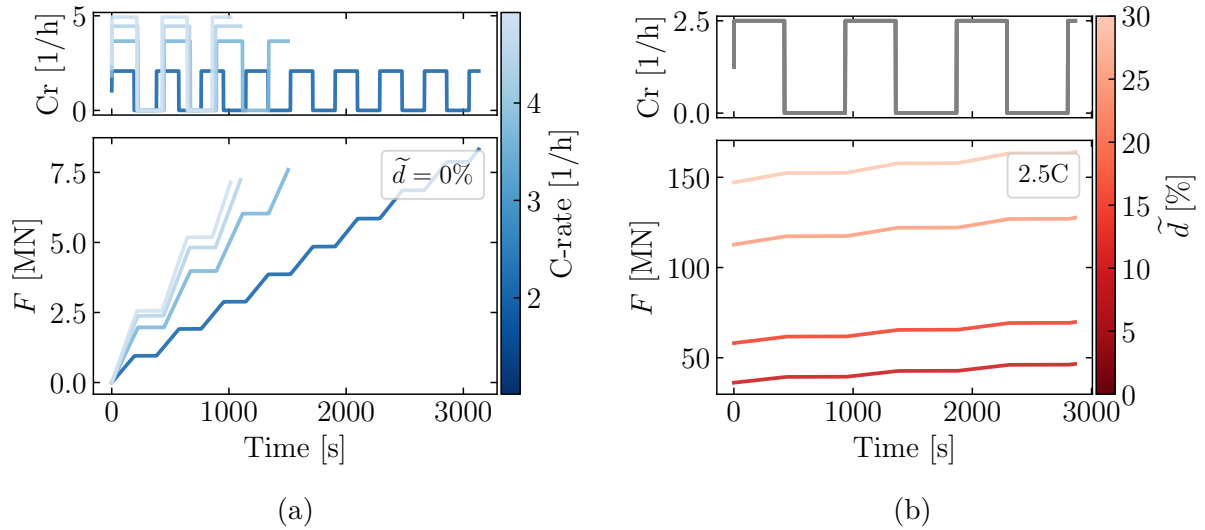 5
0
Cr [1/h]
7.5
5.0
2.5
0.0
F [MN]
d̃ = 0%
0 1000 2000 3000
Time [s]
4
3
2
C-rate [1/h]
(a)
2.5
0.0
Cr [1/h]
150
100
50
F [MN]
2.5C
0 1000 2000 3000
Time [s]
30
25
20
15
10
5
0
d̃ [%]
(b)